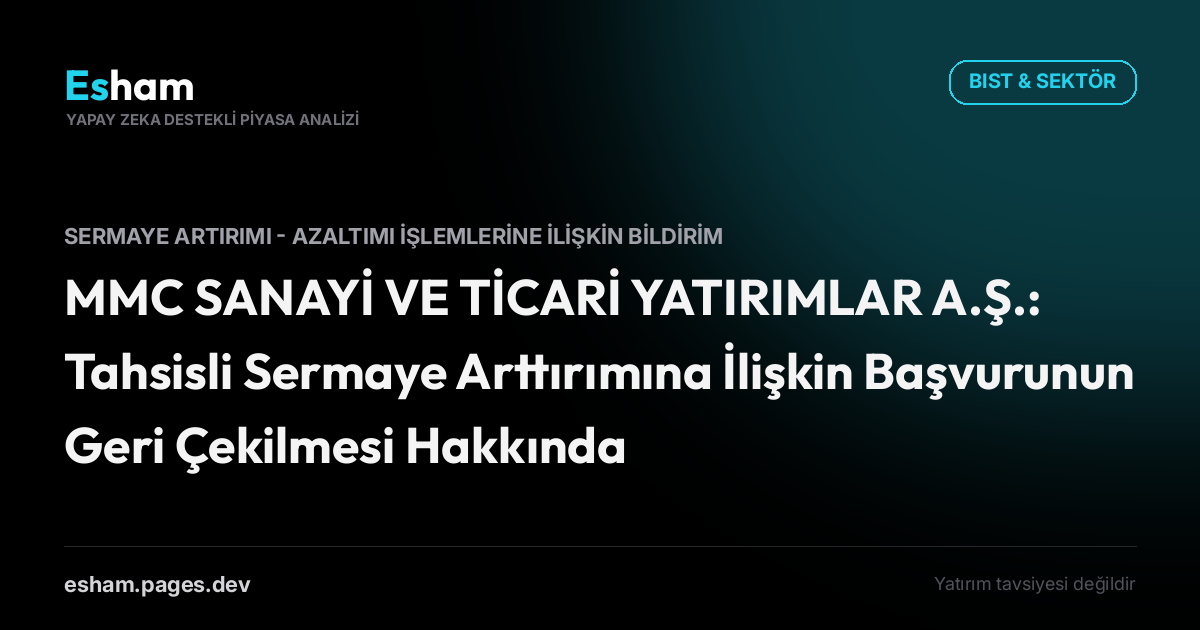 Esham
YAPAY ZEKA DESTEKLİ PİYASA ANALİZİ
BIST & SEKTÖR
SERMAYE ARTIRIMI - AZALTIMI İŞLEMLERİNE İLİŞKİN BİLDİRİM
MMC SANAYİ VE TİCARİ YATIRIMLAR A.Ş.:
Tahsisli Sermaye Arttırımına İlişkin Başvurunun
Geri Çekilmesi Hakkında
esham.pages.dev
Yatırım tavsiyesi değildir